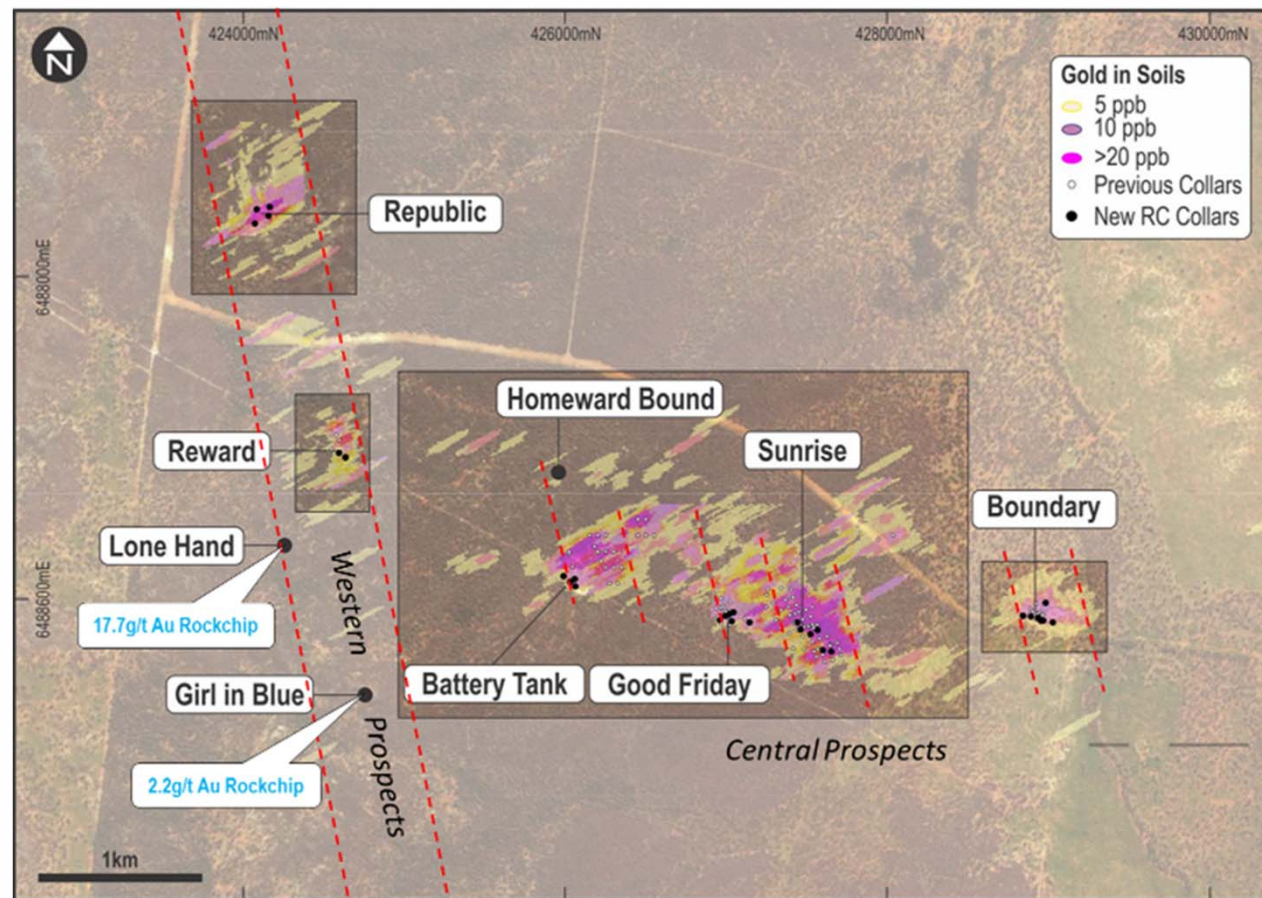 N
424000mN
426000mN
428000mN
430000mN
Gold in Soils
5 ppb
10 ppb
>20 ppb
Previous Collars
New RC Collars
Republic
6488000mE
Homeward Bound
Sunrise
Reward
Boundary
Lone Hand
17.7g/t Au Rockchip
6488600mE
Western
Prospects
Battery Tank
Good Friday
Girl in Blue
2.2g/t Au Rockchip
Central Prospects
1km